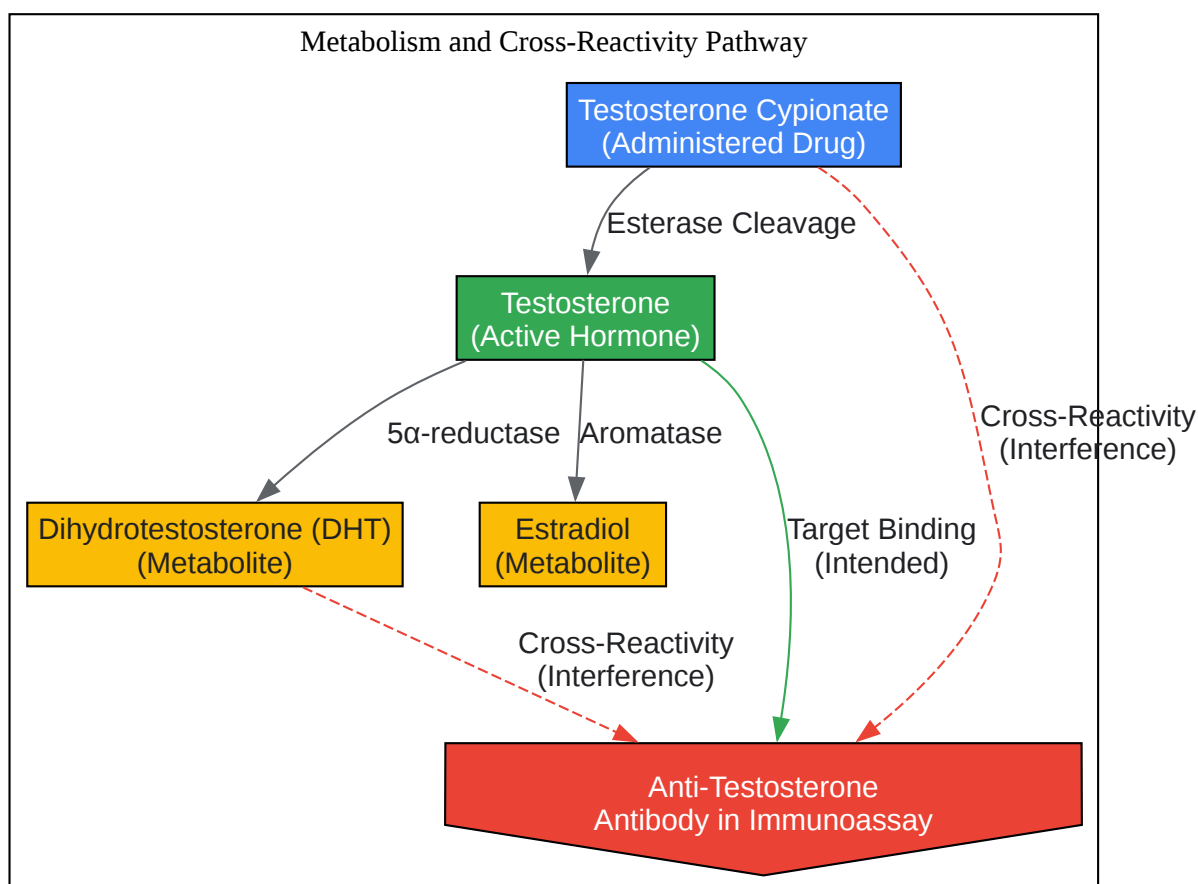 Metabolism and Cross-Reactivity Pathway
Testosterone Cypionate
(Administered Drug)
Esterase Cleavage
Testosterone
(Active Hormone)
5α-reductase
Aromatase
Cross-Reactivity
(Interference)
Dihydrotestosterone (DHT)
(Metabolite)
Estradiol
(Metabolite)
Target Binding
(Intended)
Cross-Reactivity
(Interference)
Anti-Testosterone
Antibody in Immunoassay